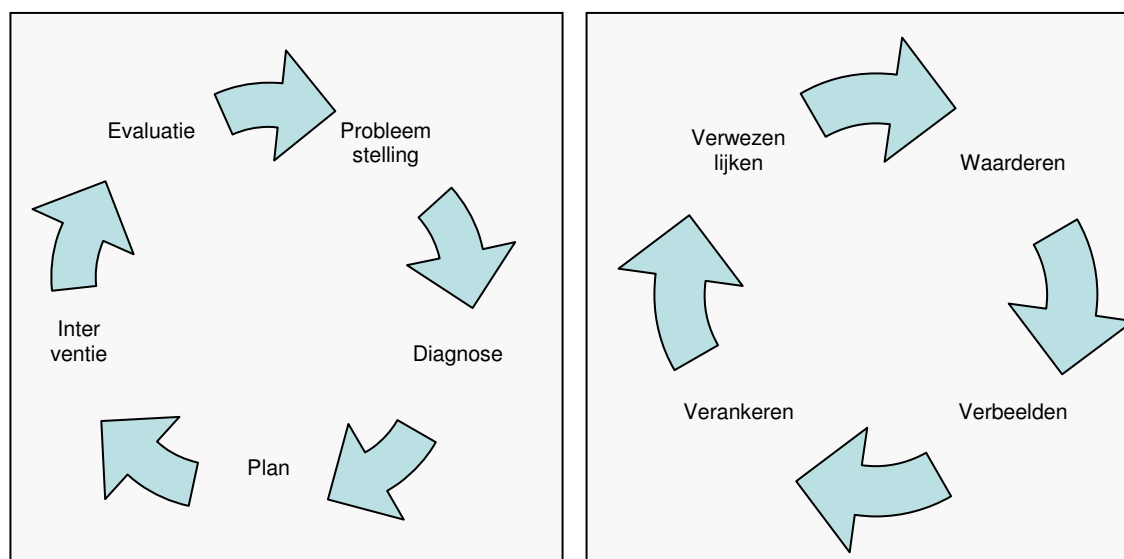 Evaluatie
Probleem
stelling
Diagnose
Plan
Inter
ventie
Verwezen
lijken
Waarderen
Verbeelden
Verankeren